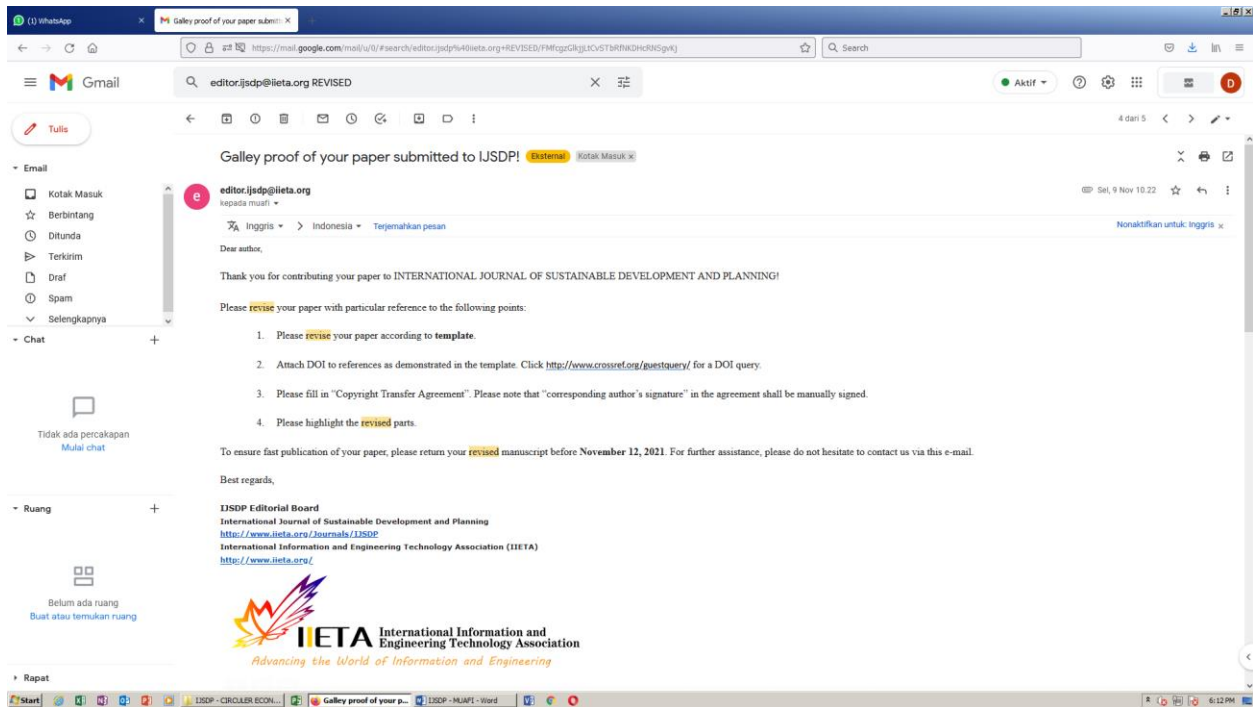 (1) WhatsApp
Galley proof of your paper submitt
https://mail.google.com/mail/u/0/#search/editor.ijsdp%40iieta.org+REVISED/
Search
Gmail
editor.ijsdp@iieta.org REVISED
Aktif
D
Tulis
4 dari 5
Email
Kotak Masuk
Berbintang
Ditunda
Terkirim
Draf
Spam
Selengkapnya
Chat
Tidak ada percakapan
Mulai chat
Ruang
Belum ada ruang
Buat atau temukan ruang
Rapat
Galley proof of your paper submitted to IJSDP! Eksternal Kotak Masuk x
e
editor.ijsdp@iieta.org
Sel, 9 Nov 10.22
kepada muafi
Inggris > Indonesia Terjemahkan pesan
Nonaktifkan untuk: Inggris x
Dear author,
Thank you for contributing your paper to INTERNATIONAL JOURNAL OF SUSTAINABLE DEVELOPMENT AND PLANNING!
Please revise your paper with particular reference to the following points:
1. Please revise your paper according to template.
2. Attach DOI to references as demonstrated in the template. Click http://www.crossref.org/guestquery/ for a DOI query.
3. Please fill in “Copyright Transfer Agreement”. Please note that “corresponding author’s signature” in the agreement shall be manually signed.
4. Please highlight the revised parts.
To ensure fast publication of your paper, please return your revised manuscript before November 12, 2021. For further assistance, please do not hesitate to contact us via this e-mail.
Best regards,
IJSDP Editorial Board
International Journal of Sustainable Development and Planning
http://www.iieta.org/Journals/IJSDP
International Information and Engineering Technology Association (IIETA)
http://www.iieta.org/
IIETA International Information and
Engineering Technology Association
Advancing the World of Information and Engineering
Start
IJSDP - CIRCULER ECON...
Galley proof of your p...
IJSDP - MUAFI - Word
6:12 PM